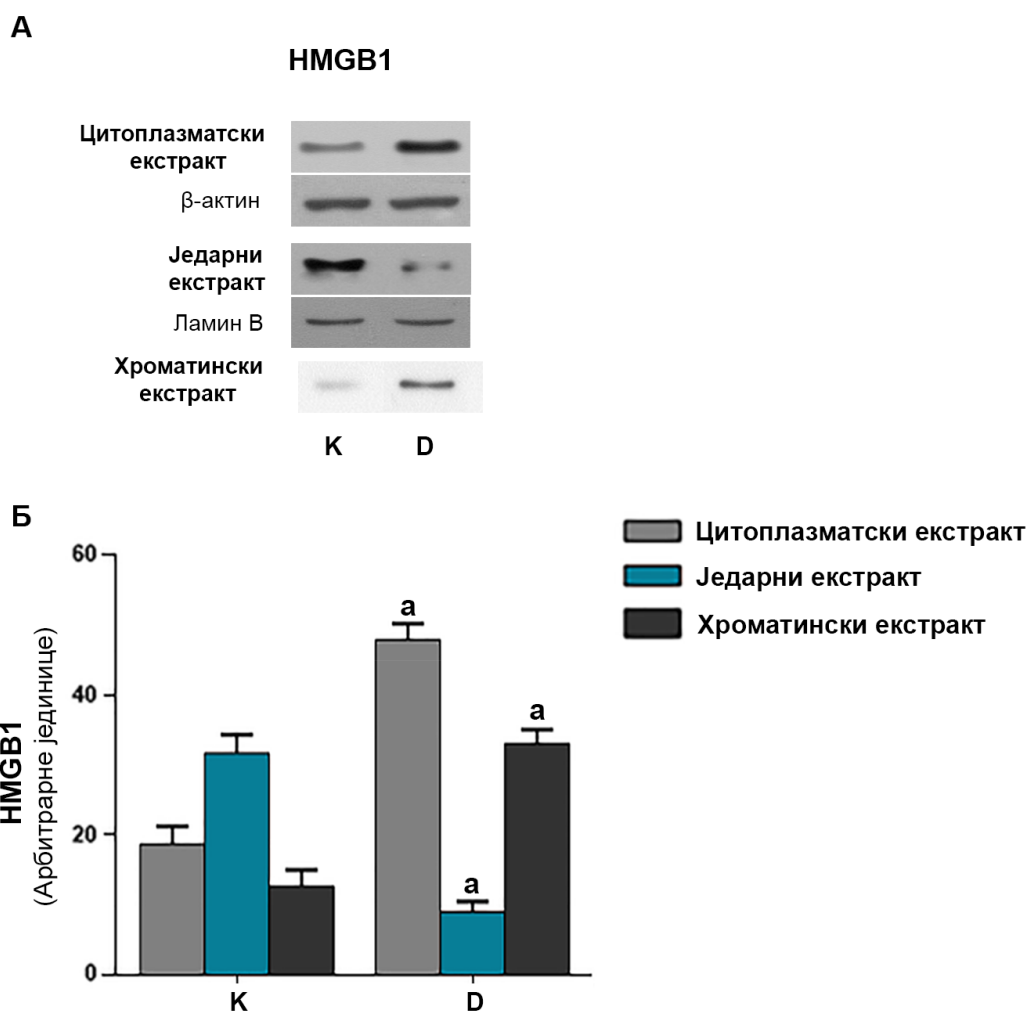 А
HMGB1
Цитоплазматски
екстракт
β-актин
Једарни
екстракт
Ламин В
Хроматински
екстракт
K D
Б
Цитоплазматски екстракт
Једарни екстракт
Хроматински екстракт
HMGB1
(Арбитрарне јединице)
60
40
20
0
a
a
a
K D